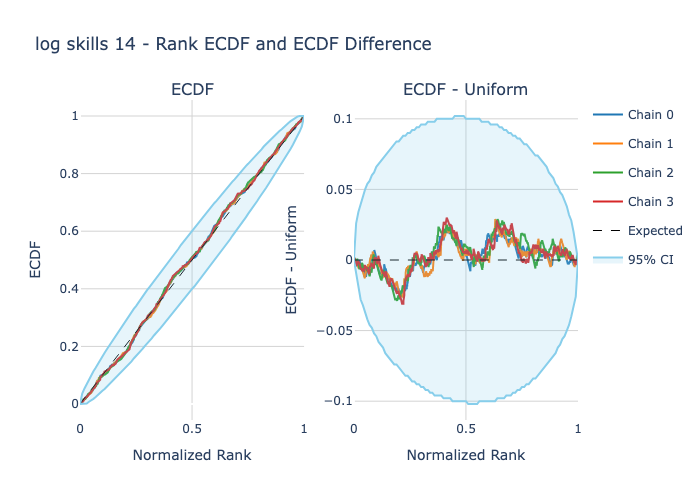 log skills 14 - Rank ECDF and ECDF Difference
ECDF
ECDF - Uniform
1
0.8
0.6
0.4
0.2
0
ECDF
0
0.5
1
Normalized Rank
0.1
0.05
0
−0.05
−0.1
ECDF - Uniform
0
0.5
1
Normalized Rank
Chain 0
Chain 1
Chain 2
Chain 3
Expected
95% CI